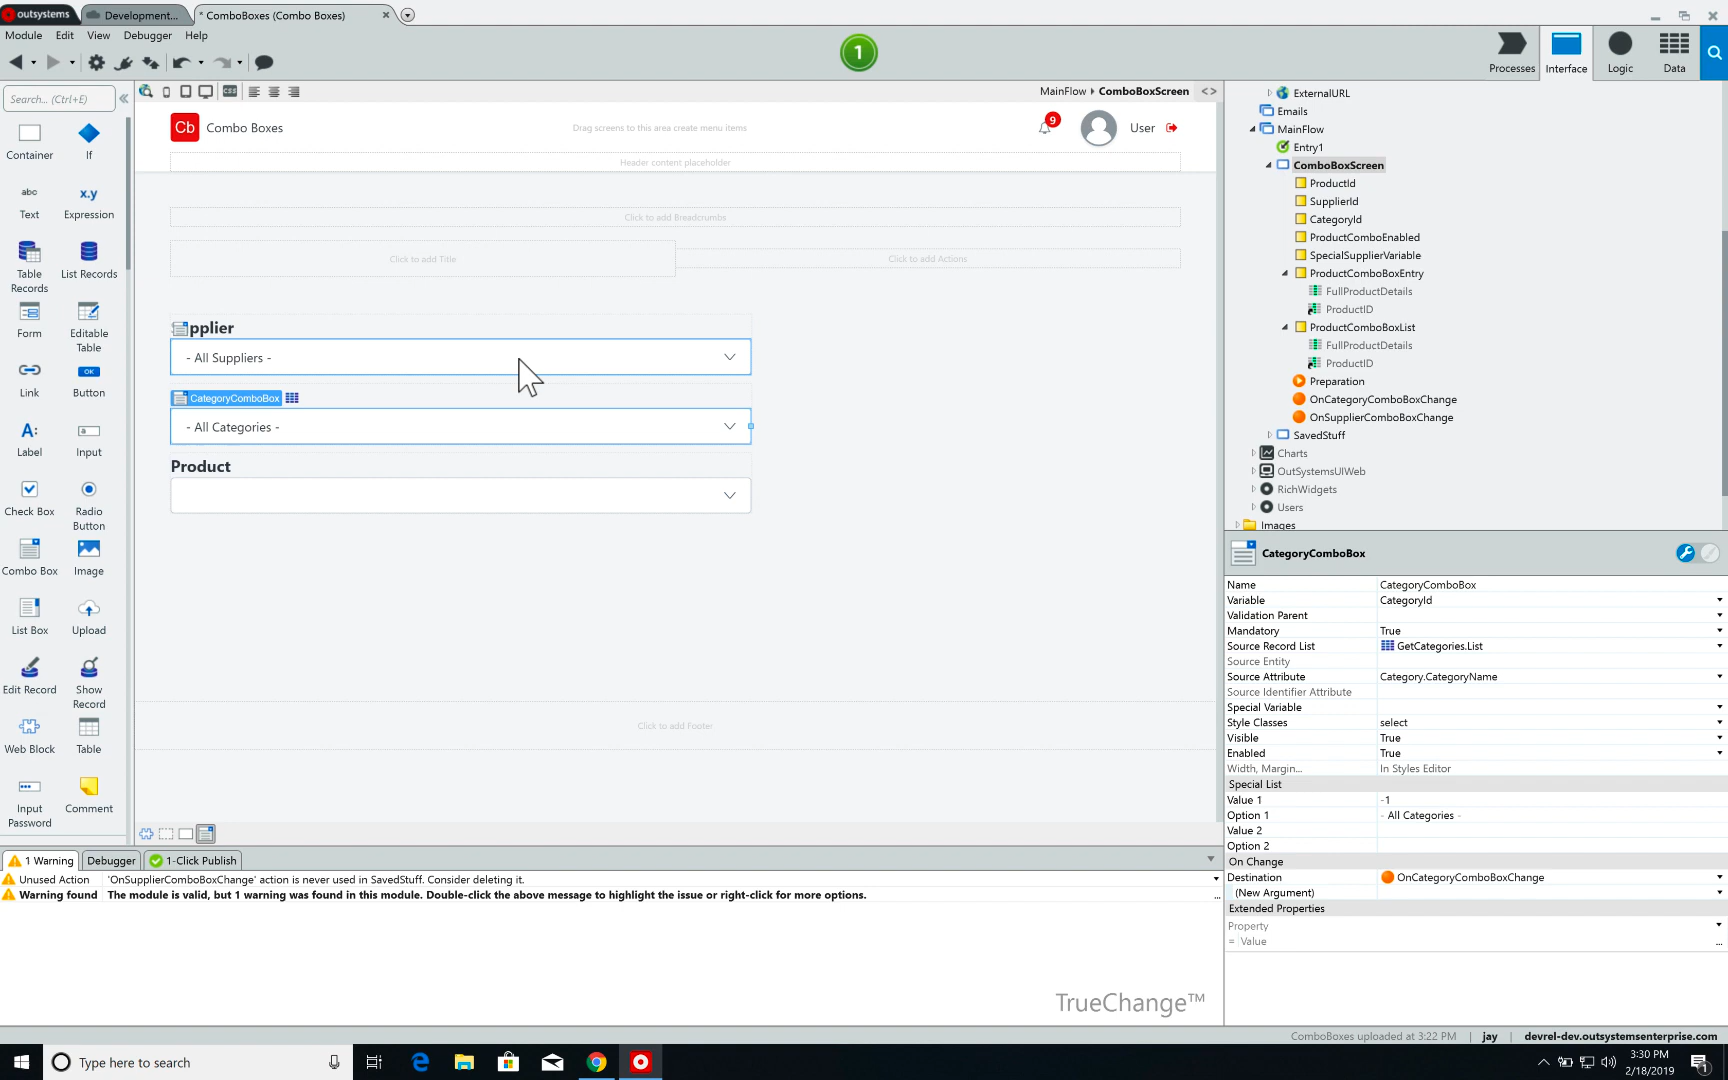 outsystems
Development...
* ComboBoxes (Combo Boxes)
Module Edit View Debugger Help
1
Processes Interface Logic Data
Search... (Ctrl+E)
MainFlow ComboBoxScreen
Container If
Text Expression
Table Records List Records
Form Editable Table
Link Button
Label Input
Check Box Radio Button
Combo Box Image
List Box Upload
Edit Record Show Record
Web Block Table
Input Password Comment
Cb Combo Boxes
Drag screens to this area create menu items
9
User
Header content placeholder
Click to add Breadcrumbs
Click to add Title
Click to add Actions
pplier
- All Suppliers -
CategoryComboBox
- All Categories -
Product
Click to add Footer
ExternalURL
Emails
MainFlow
Entry1
ComboBoxScreen
ProductId
SupplierId
CategoryId
ProductComboEnabled
SpecialSupplierVariable
ProductComboBoxEntry
FullProductDetails
ProductID
ProductComboBoxList
FullProductDetails
ProductID
Preparation
OnCategoryComboBoxChange
OnSupplierComboBoxChange
SavedStuff
Charts
OutSystemsUIWeb
RichWidgets
Users
Images
CategoryComboBox
Name CategoryComboBox
Variable CategoryId
Validation Parent
Mandatory True
Source Record List GetCategories.List
Source Entity
Source Attribute Category.CategoryName
Source Identifier Attribute
Special Variable
Style Classes select
Visible True
Enabled True
Width, Margin... In Styles Editor
Special List
Value 1 -1
Option 1 - All Categories -
Value 2
Option 2
On Change
Destination OnCategoryComboBoxChange
(New Argument)
Extended Properties
Property
= Value ...
1 Warning Debugger 1-Click Publish
Unused Action 'OnSupplierComboBoxChange' action is never used in SavedStuff. Consider deleting it.
Warning found The module is valid, but 1 warning was found in this module. Double-click the above message to highlight the issue or right-click for more options. ...
TrueChange™
ComboBoxes uploaded at 3:22 PM | jay | devrel-dev.outsystemsenterprise.com
Type here to search
3:30 PM
2/18/2019
1